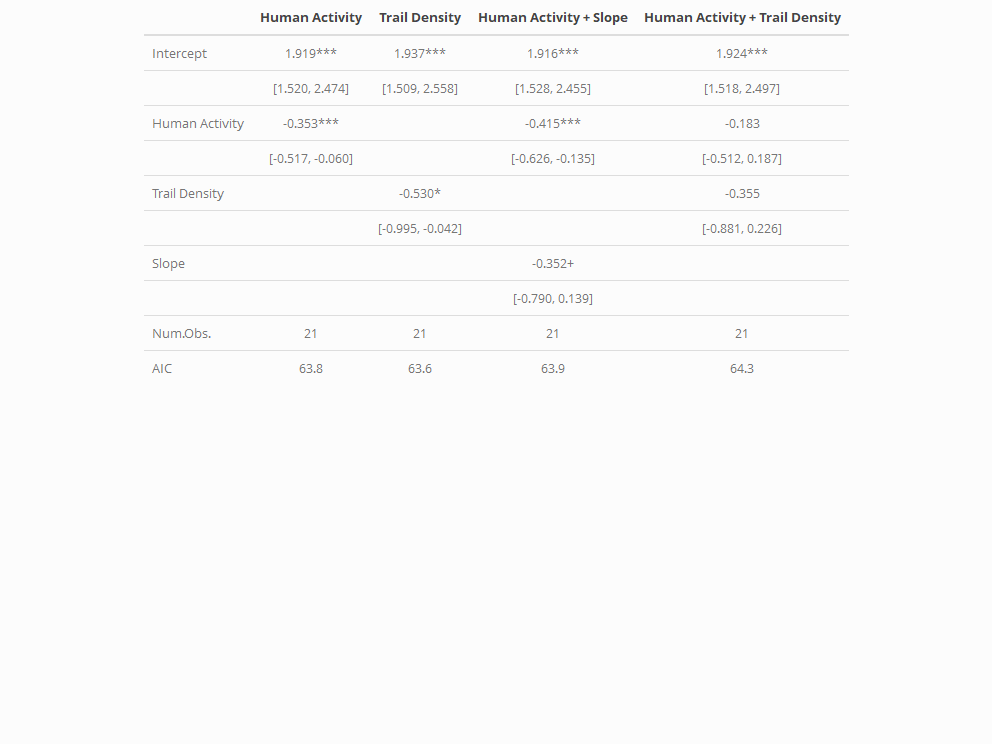 Human Activity Trail Density Human Activity + Slope Human Activity + Trail Density
Intercept 1.919*** 1.937*** 1.916*** 1.924***
[1.520, 2.474] [1.509, 2.558] [1.528, 2.455] [1.518, 2.497]
Human Activity -0.353*** -0.415*** -0.183
[-0.517, -0.060] [-0.626, -0.135] [-0.512, 0.187]
Trail Density -0.530* -0.355
[-0.995, -0.042] [-0.881, 0.226]
Slope -0.352+
[-0.790, 0.139]
Num.Obs. 21 21 21 21
AIC 63.8 63.6 63.9 64.3